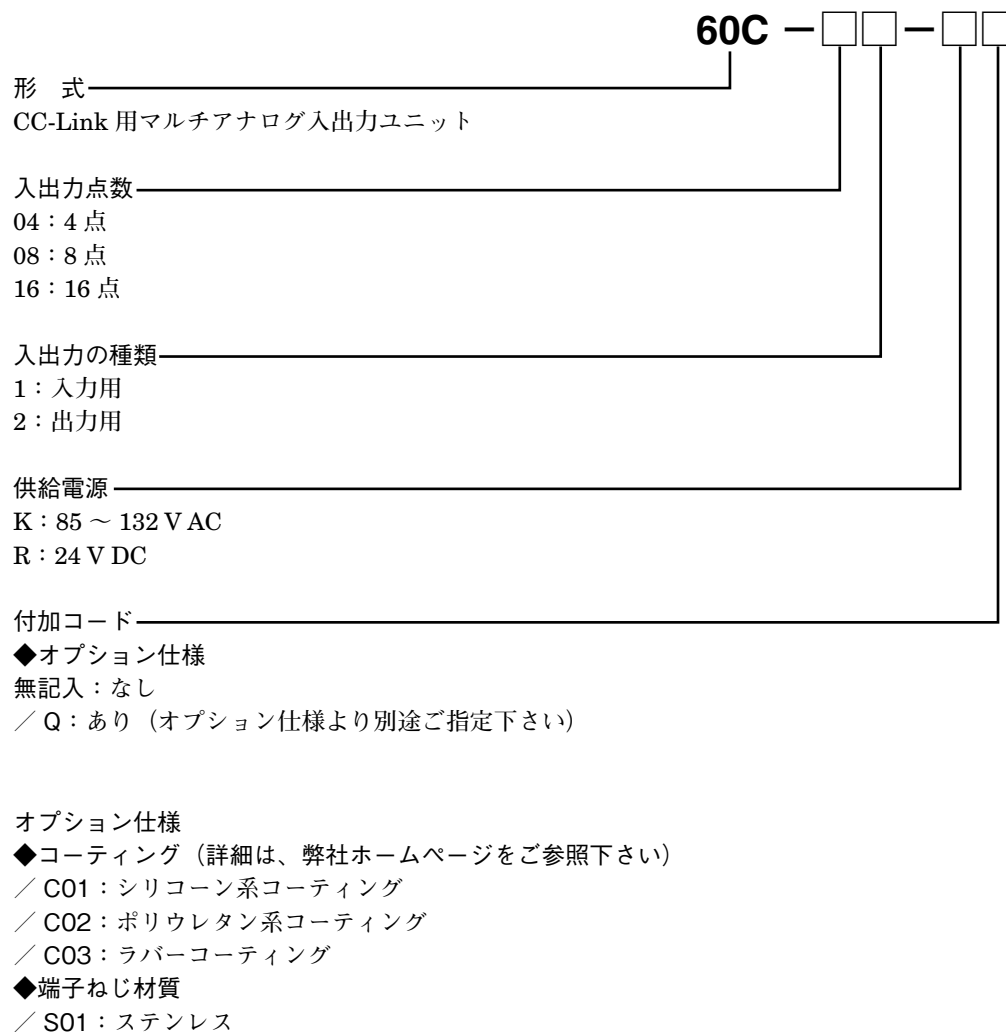 60C －□□－□□
形　式
CC-Link 用マルチアナログ入出力ユニット
入出力点数
04：4 点
08：8 点
16：16 点
入出力の種類
1：入力用
2：出力用
供給電源
K：85 ～ 132 V AC
R：24 V DC
付加コード
◆オプション仕様
無記入：なし
／ Q：あり（オプション仕様より別途ご指定下さい）
オプション仕様
◆コーティング（詳細は、弊社ホームページをご参照下さい）
／ C01：シリコーン系コーティング
／ C02：ポリウレタン系コーティング
／ C03：ラバーコーティング
◆端子ねじ材質
／ S01：ステンレス